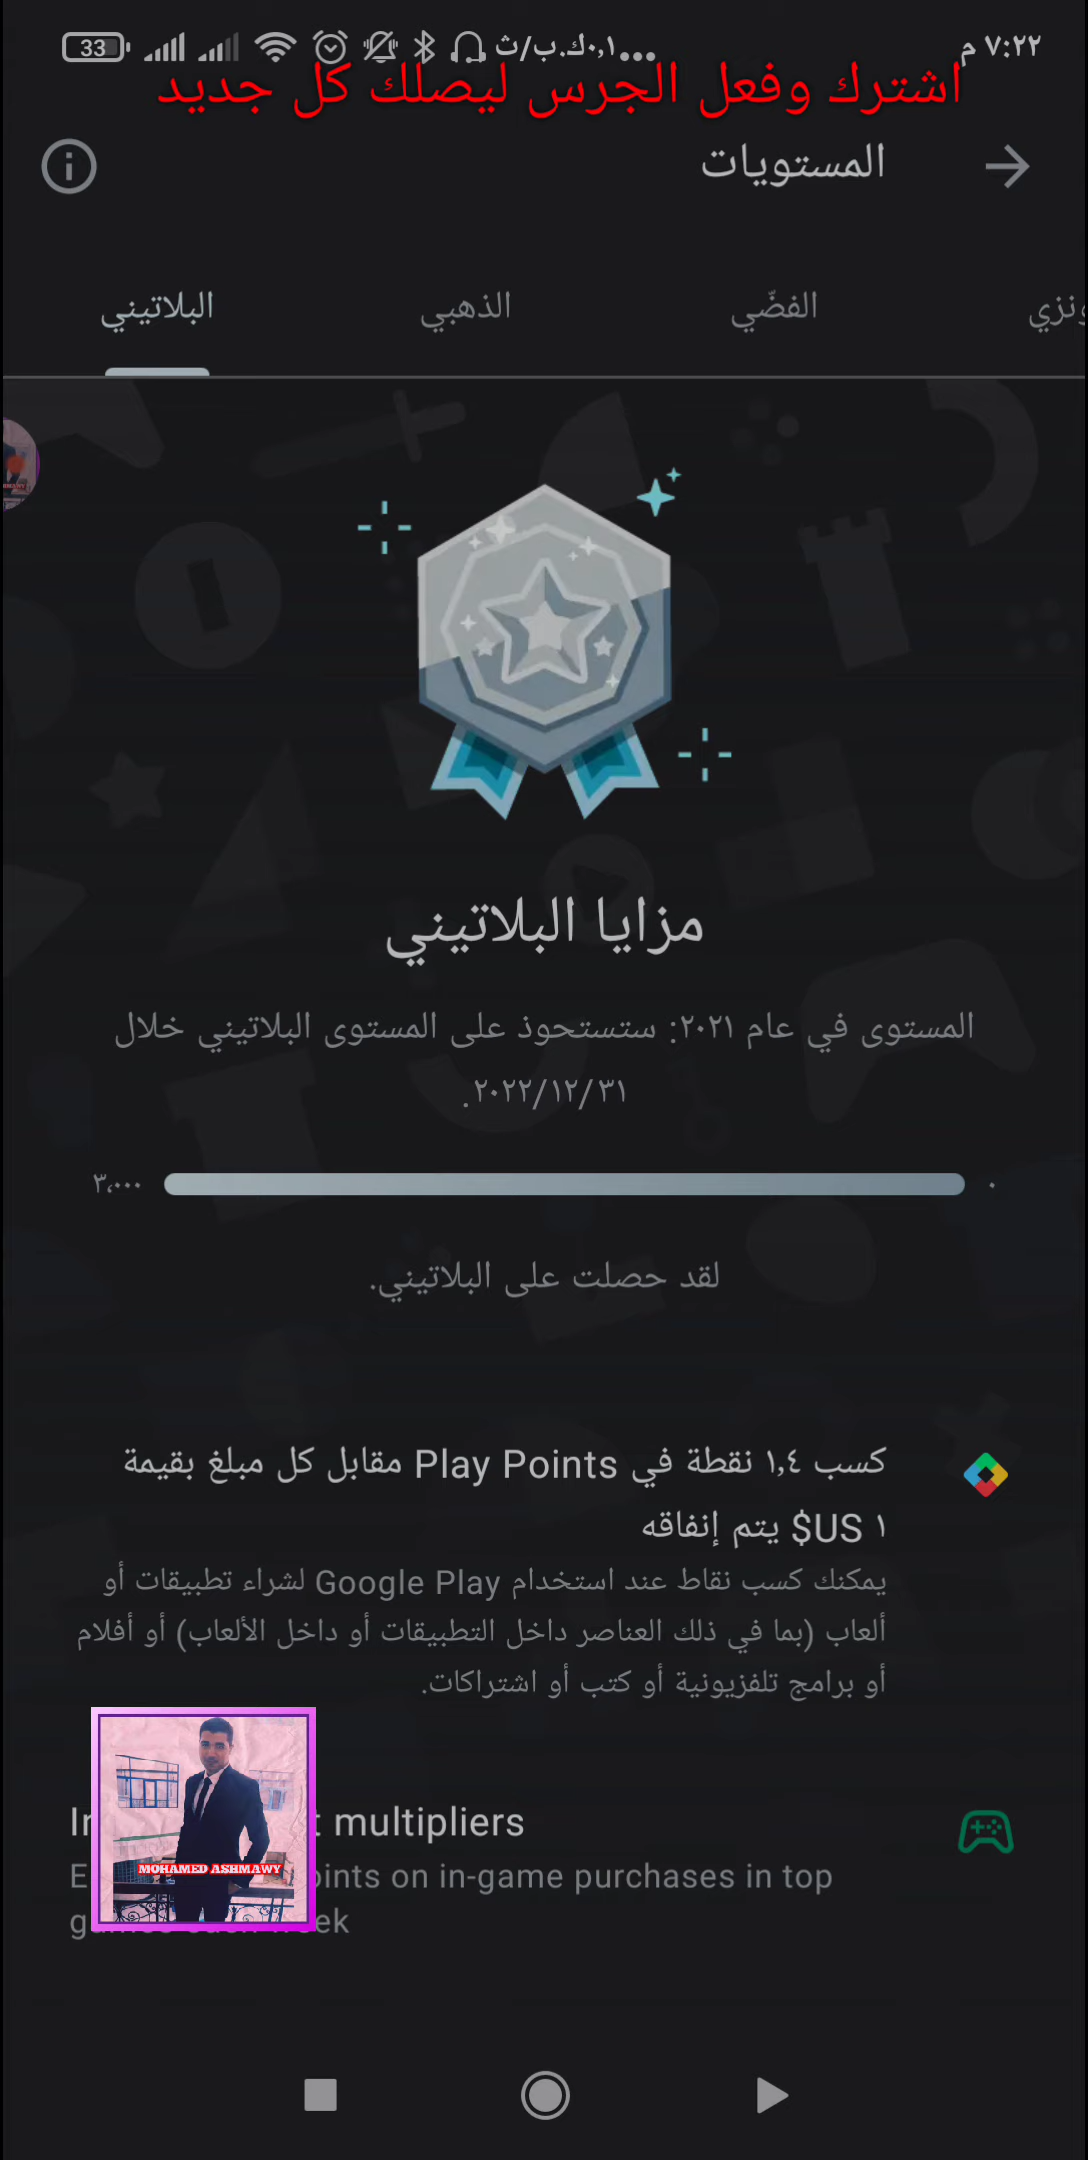 ٧:٢٢ م
...٠,١ك.ب/ث
33
اشترك وفعل الجرس ليصلك كل جديد
المستويات
ونزي
الفضّي
الذهبي
البلاتيني
مزايا البلاتيني
المستوى في عام ٢٠٢١: ستستحوذ على المستوى البلاتيني خلال
٢٠٢٢/١٢/٣١.
٠
٣٬٠٠٠
لقد حصلت على البلاتيني.
كسب ١,٤ نقطة في Play Points مقابل كل مبلغ بقيمة
١ US$ يتم إنفاقه
يمكنك كسب نقاط عند استخدام Google Play لشراء تطبيقات أو
ألعاب (بما في ذلك العناصر داخل التطبيقات أو داخل الألعاب) أو أفلام
أو برامج تلفزيونية أو كتب أو اشتراكات.
multipliers
on in-game purchases in top
MOHAMED ASHMAWY